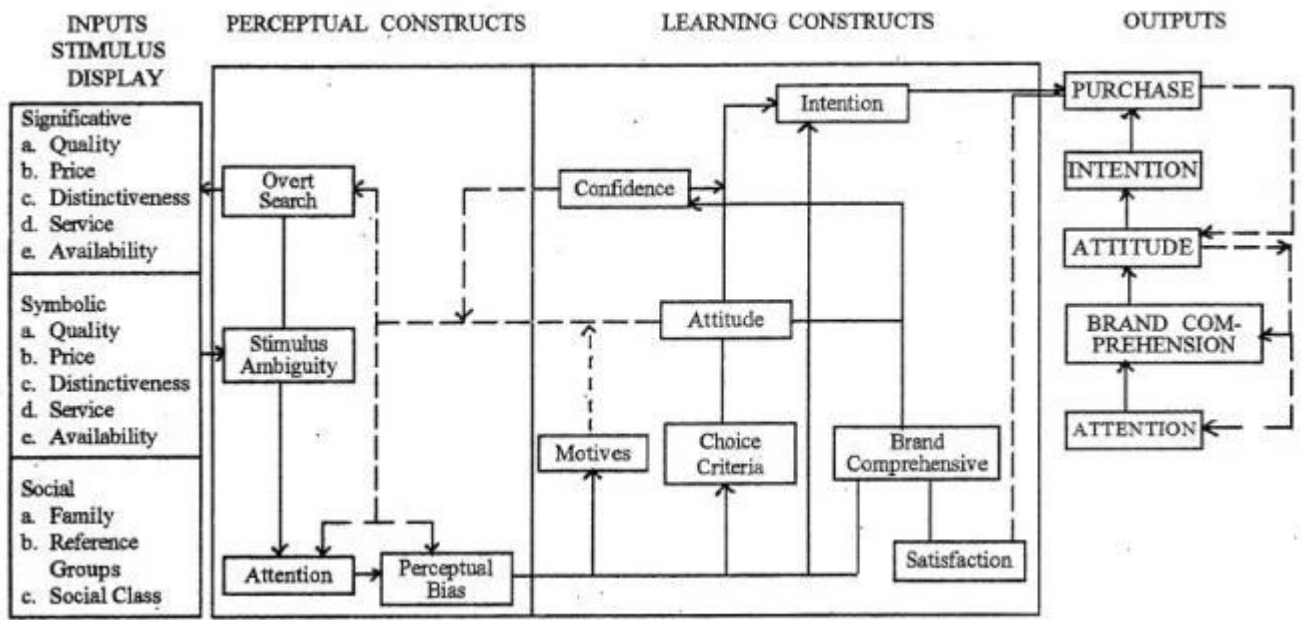 INPUTS
STIMULUS
DISPLAY
PERCEPTUAL CONSTRUCTS
LEARNING CONSTRUCTS
OUTPUTS
Significative
a. Quality
b. Price
c. Distinctiveness
d. Service
e. Availability
Symbolic
a. Quality
b. Price
c. Distinctiveness
d. Service
e. Availability
Social
a. Family
b. Reference
Groups
c. Social Class
Overt
Search
Stimulus
Ambiguity
Attention
Perceptual
Bias
Intention
Confidence
Attitude
Motives
Choice
Criteria
Brand
Comprehensive
Satisfaction
PURCHASE
INTENTION
ATTITUDE
BRAND COM-
PREHENSION
ATTENTION